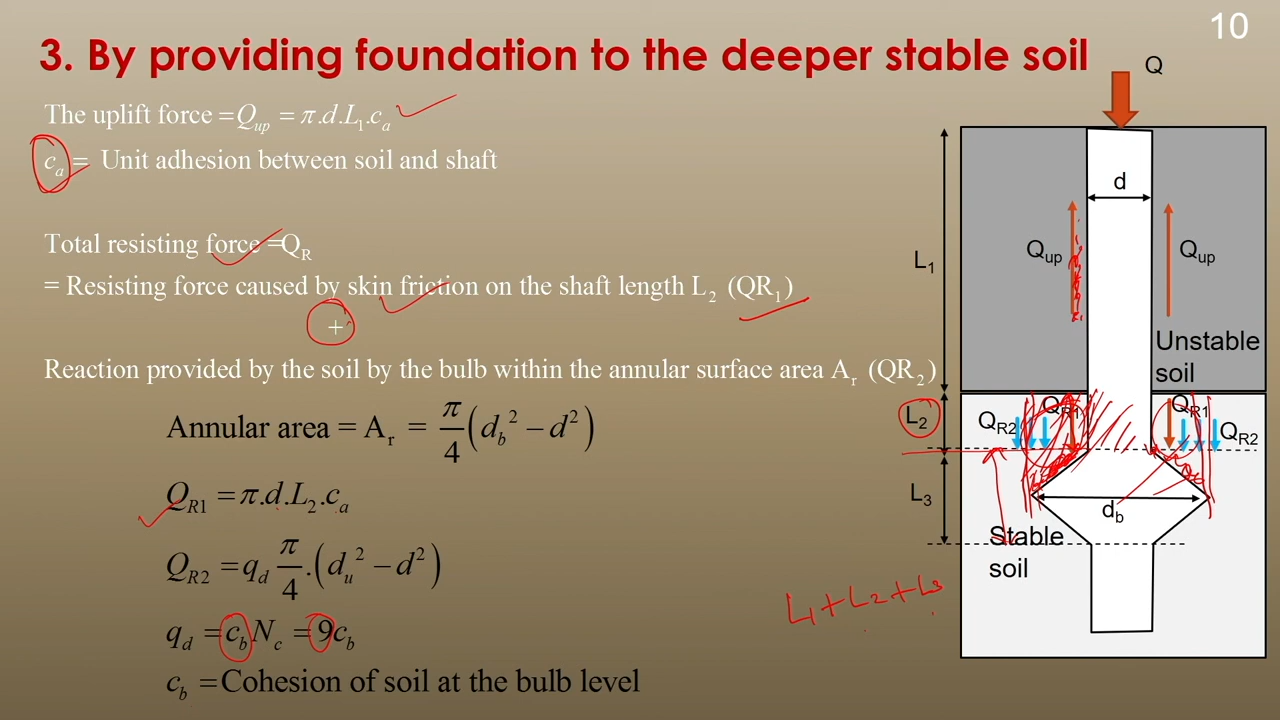 10
3. By providing foundation to the deeper stable soil
The uplift force = Q_up = π.d.L_1.c_a
c_a = Unit adhesion between soil and shaft
Total resisting force =Q_R
= Resisting force caused by skin friction on the shaft length L_2 (QR_1)
+
Reaction provided by the soil by the bulb within the annular surface area A_r (QR_2)
Annular area = A_r = π/4 (d_b^2 − d^2)
Q_R1 = π.d.L_2.c_a
Q_R2 = q_d π/4 .(d_u^2 − d^2)
q_d = c_b N_c = 9c_b
c_b = Cohesion of soil at the bulb level
Q
d
L_1
Q_up
Q_up
Unstable
soil
L_2
Q_R2
Q_R1
Q_R1
Q_R2
L_3
d_b
Stable
soil
L1+L2+L3